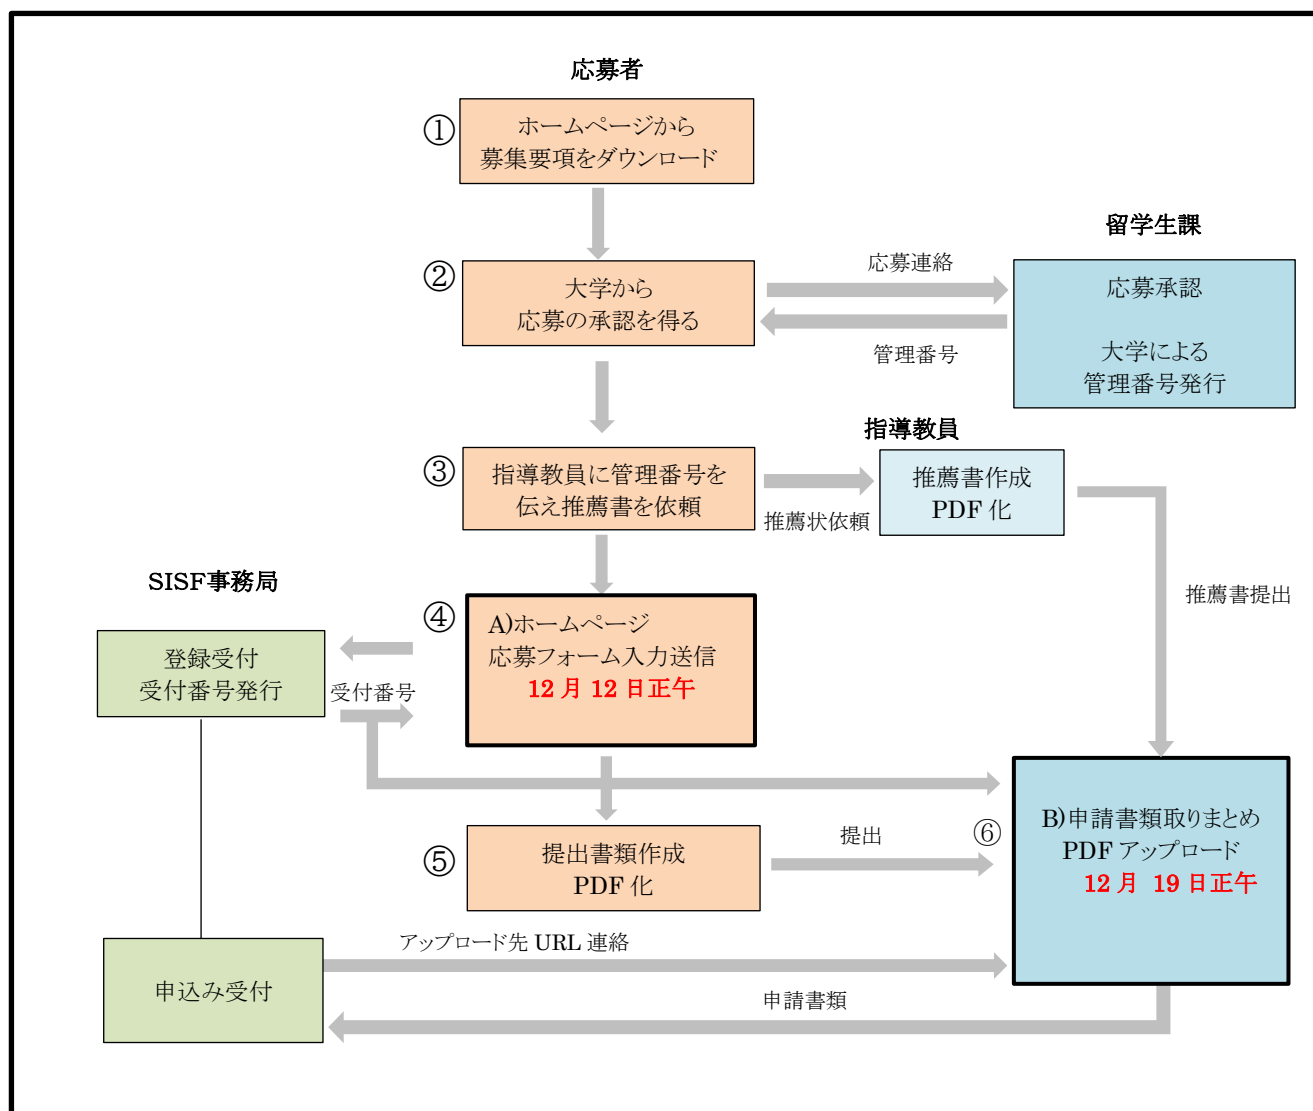 応募者
①
ホームページから
募集要項をダウンロード
留学生課
②
大学から
応募の承認を得る
応募連絡
管理番号
応募承認
大学による
管理番号発行
指導教員
③
指導教員に管理番号を
伝え推薦書を依頼
推薦状依頼
推薦書作成
PDF 化
推薦書提出
SISF事務局
④
A)ホームページ
応募フォーム入力送信
12 月 12 日正午
登録受付
受付番号発行
受付番号
⑤
提出書類作成
PDF 化
提出
⑥
B)申請書類取りまとめ
PDF アップロード
12 月 19 日正午
アップロード先 URL 連絡
申込み受付
申請書類